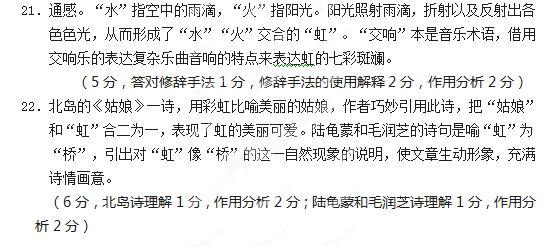 21. 通感。“水”指空中的雨滴，“火”指阳光。阳光照射雨滴，折射以及反射出各
色色光，从而形成了“水”“火”交合的“虹”。“交响”本是音乐术语，借用
交响乐的表达复杂乐曲音响的特点来表达虹的七彩斑斓。
（5分，答对修辞手法1分，修辞手法的使用解释2分，作用分析2分）
22. 北岛的《姑娘》一诗，用彩虹比喻美丽的姑娘，作者巧妙引用此诗，把“姑娘”
和“虹”合二为一，表现了虹的美丽可爱。陆龟蒙和毛润芝的诗句是喻“虹”为
“桥”，引出对“虹”像“桥”的这一自然现象的说明，使文章生动形象，充满
诗情画意。
（6分，北岛诗理解1分，作用分析2分；陆龟蒙和毛润芝诗理解1分，作用分
析2分）